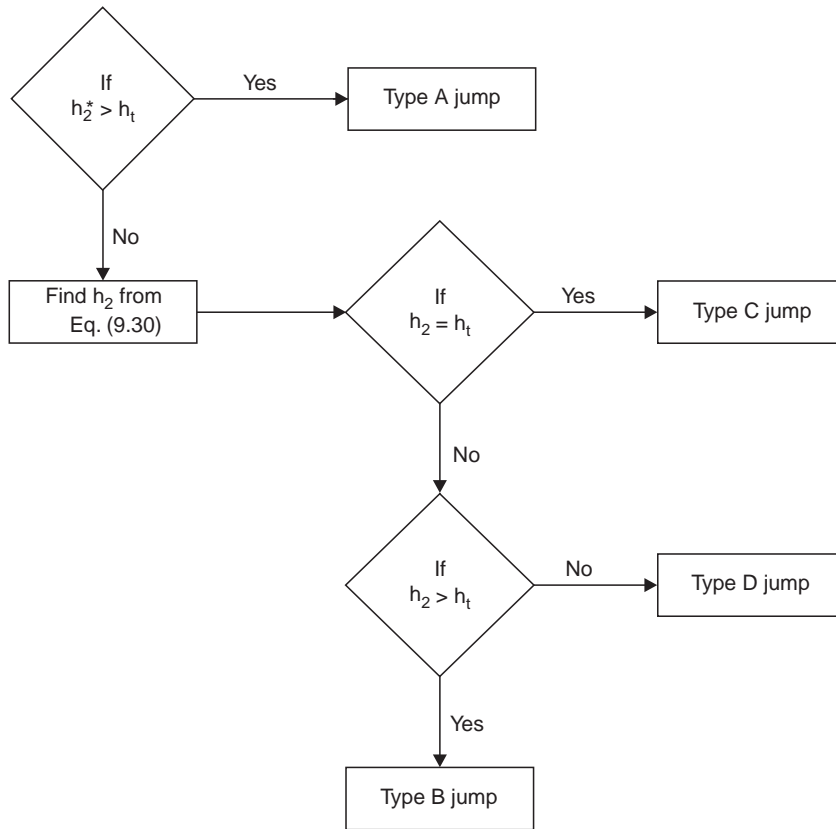 If
h₂* > hₜ
Yes
Type A jump
No
Find h₂ from
Eq. (9.30)
If
h₂ = hₜ
Yes
Type C jump
No
If
h₂ > hₜ
No
Type D jump
Yes
Type B jump